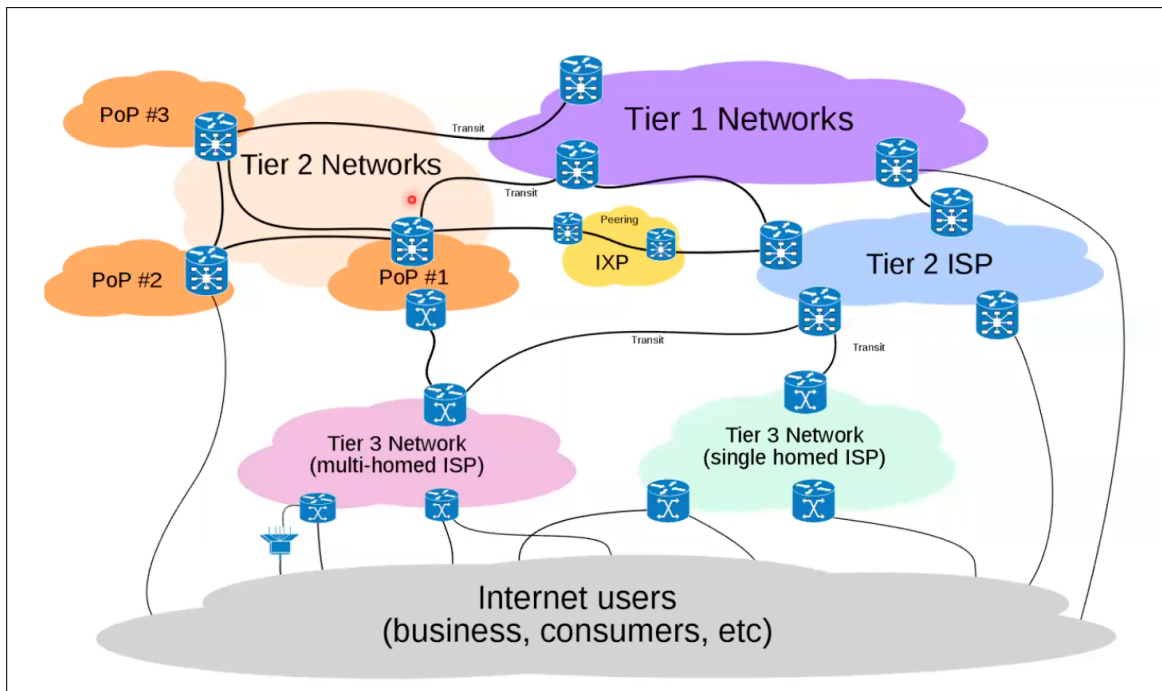 PoP #3
Tier 1 Networks
Transit
Tier 2 Networks
Transit
Peering
PoP #2
PoP #1
IXP
Tier 2 ISP
Transit
Transit
Tier 3 Network
(multi-homed ISP)
Tier 3 Network
(single homed ISP)
Internet users
(business, consumers, etc)